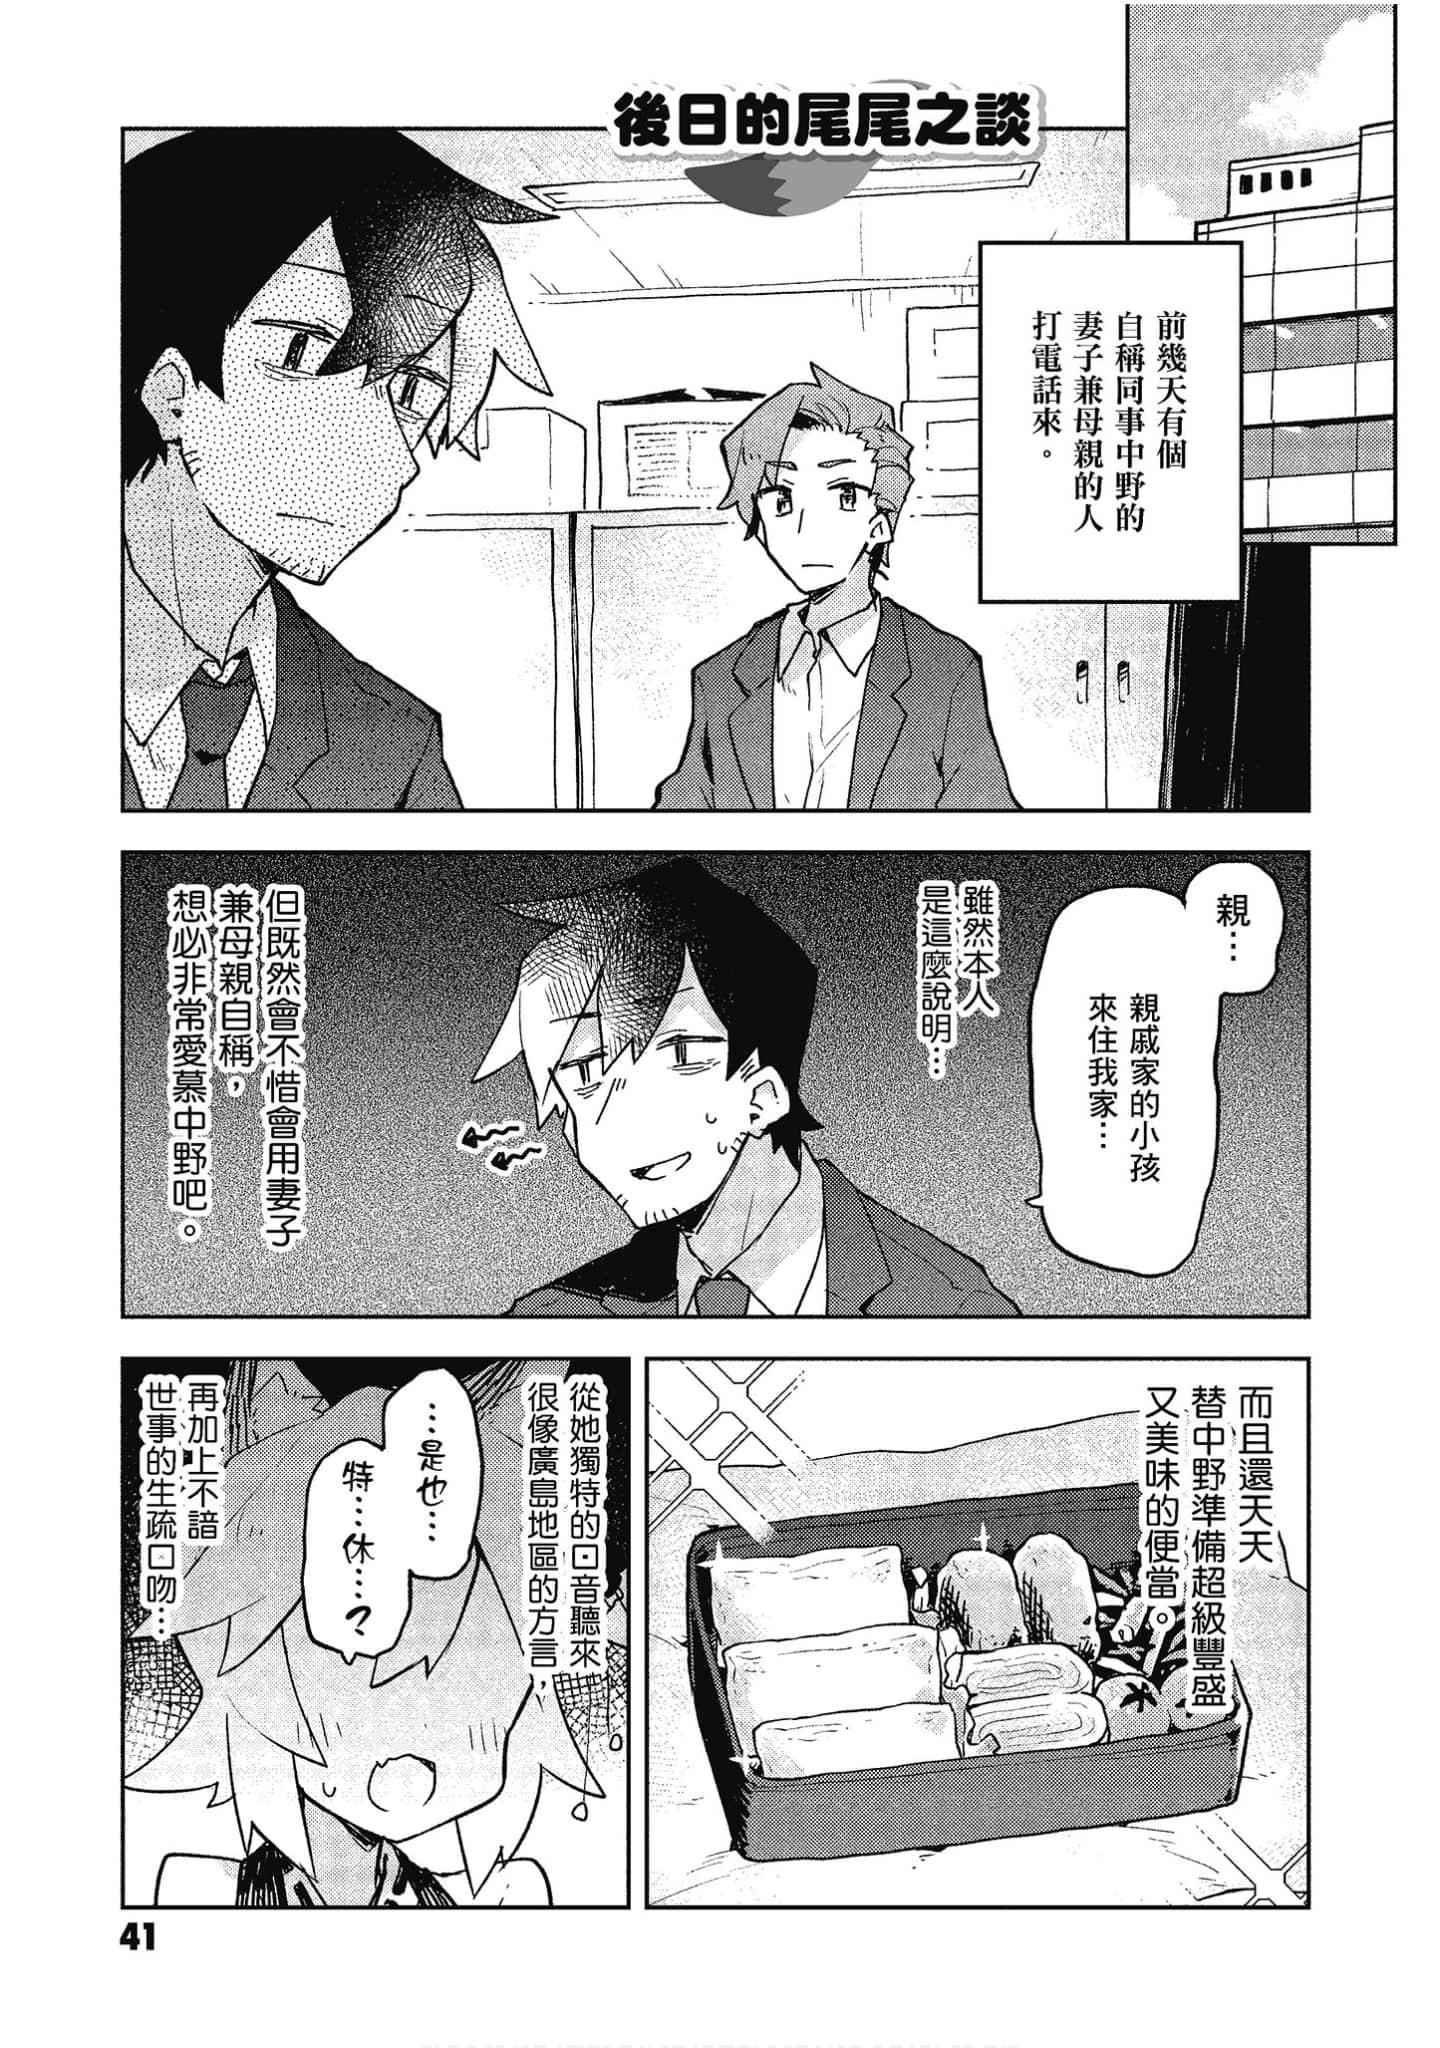 後日的尾尾之談
前幾天有個
自稱同事中野的
妻子兼母親的人
打電話來。
親…
親戚家的小孩
來住我家…
雖然本人
是這麼說明…
但既然會不惜會用妻子
兼母親自稱，
想必非常愛慕中野吧。
而且還天天
替中野準備超級豐盛
又美味的便當。
從她獨特的口音聽來
很像廣島地區的方言，
…是也…
特…休…？
再加上不諳
世事的生疏口吻…
41